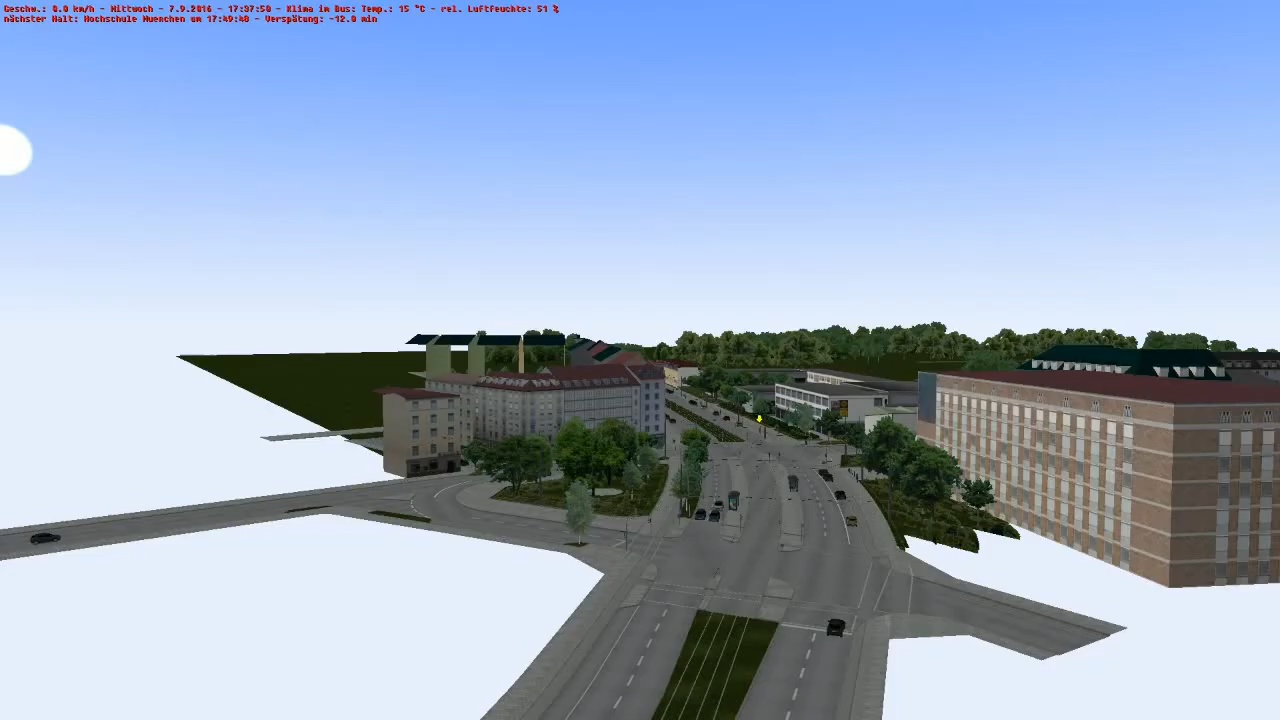 Geschw.: 0.0 km/h - Mittwoch - 7.9.2016 - 17:37:50 - Klima im Bus: Temp.: 15 °C - rel. Luftfeuchte: 51 %
nächster Halt: Hochschule Muenchen um 17:49:40 - Verspätung: -12.0 min